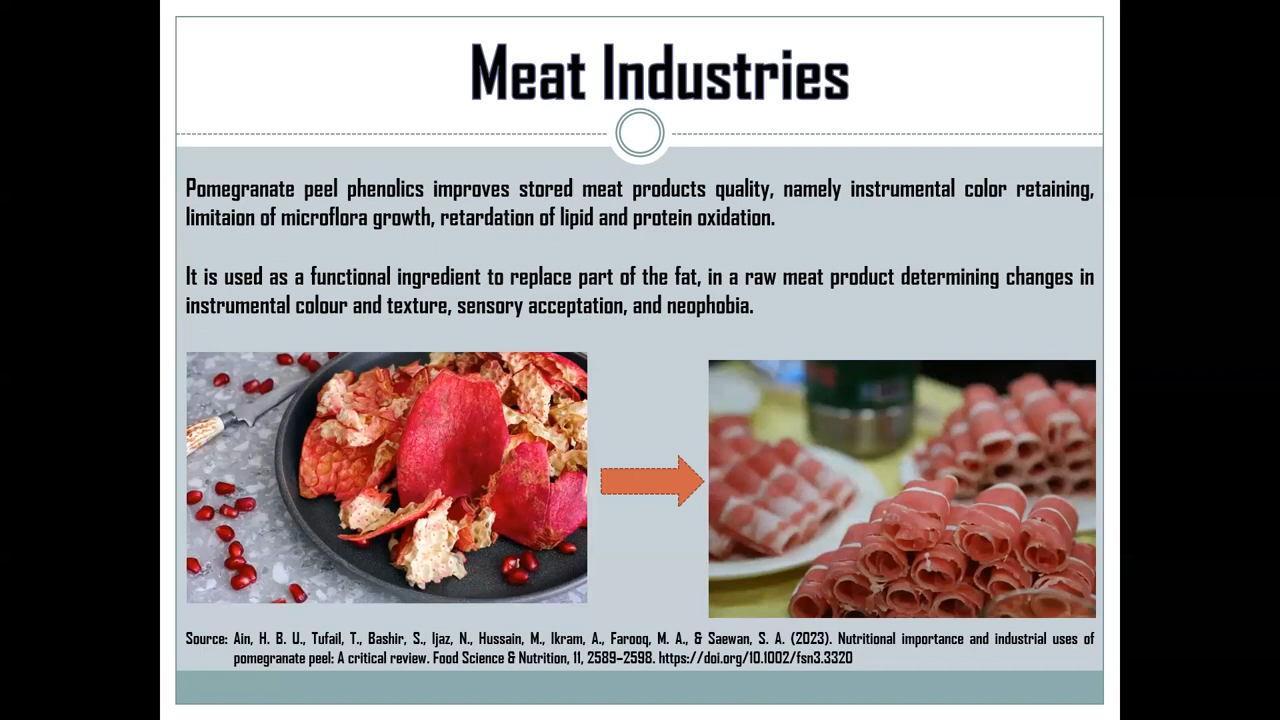 Meat Industries
Pomegranate peel phenolics improves stored meat products quality, namely instrumental color retaining,
limitaion of microflora growth, retardation of lipid and protein oxidation.
It is used as a functional ingredient to replace part of the fat, in a raw meat product determining changes in
instrumental colour and texture, sensory acceptation, and neophobia.
Source: Ain, H. B. U., Tufail, T., Bashir, S., Ijaz, N., Hussain, M., Ikram, A., Farooq, M. A., & Saewan, S. A. (2023). Nutritional importance and industrial uses of
pomegranate peel: A critical review. Food Science & Nutrition, 11, 2589–2598. https://doi.org/10.1002/fsn3.3320